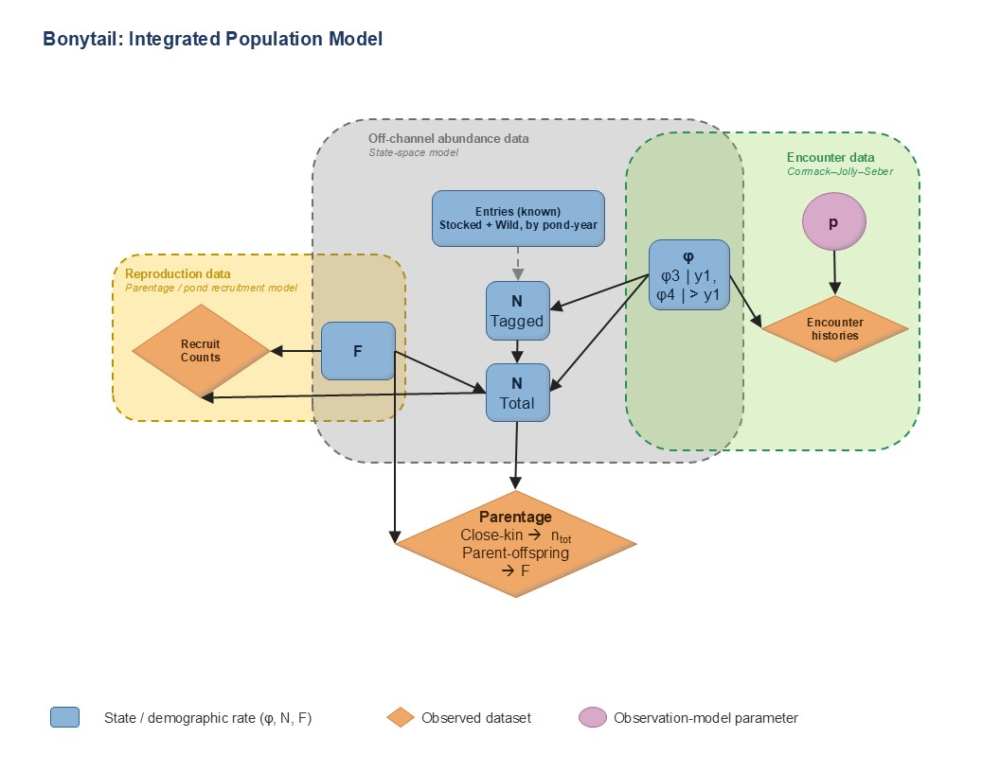 Bonytail: Integrated Population Model
Off-channel abundance data
State-space model
Encounter data
Cormack–Jolly–Seber
Entries (known)
Stocked + Wild, by pond-year
p
φ
φ3 | y1,
φ4 | > y1
Reproduction data
Parentage / pond recruitment model
N
Tagged
Encounter
histories
Recruit
Counts
F
N
Total
Parentage
Close-kin → ntot
Parent-offspring
→ F
State / demographic rate (φ, N, F)
Observed dataset
Observation-model parameter